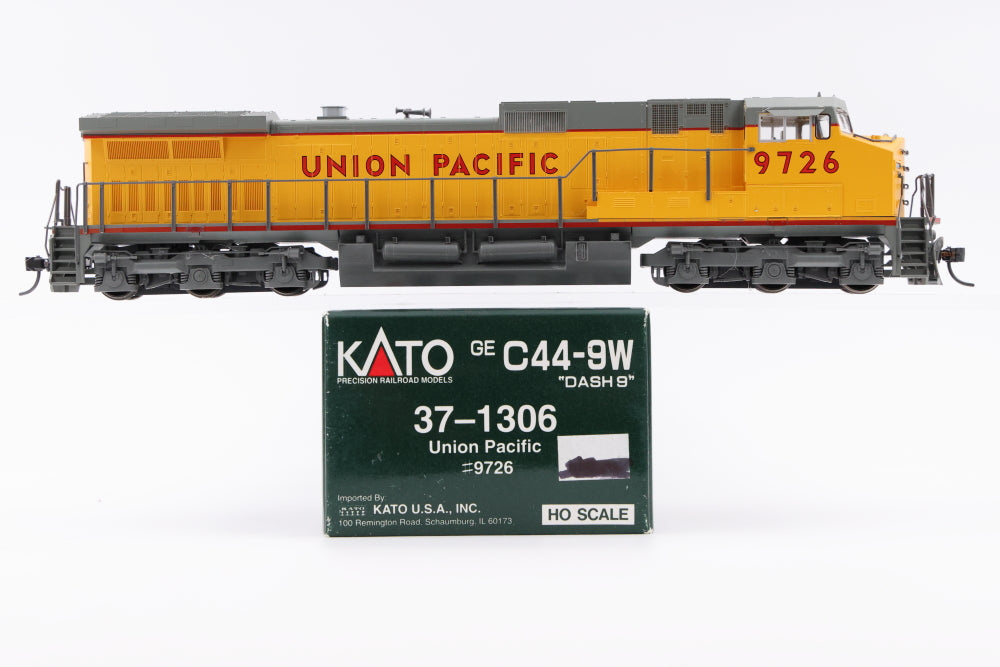 UNION PACIFIC
9726
KATO
PRECISION RAILROAD MODELS
GE C44-9W
"DASH 9"
37–1306
Union Pacific
#9726
Imported By:
KATO KATO U.S.A., INC.
100 Remington Road. Schaumburg, IL 60173
HO SCALE